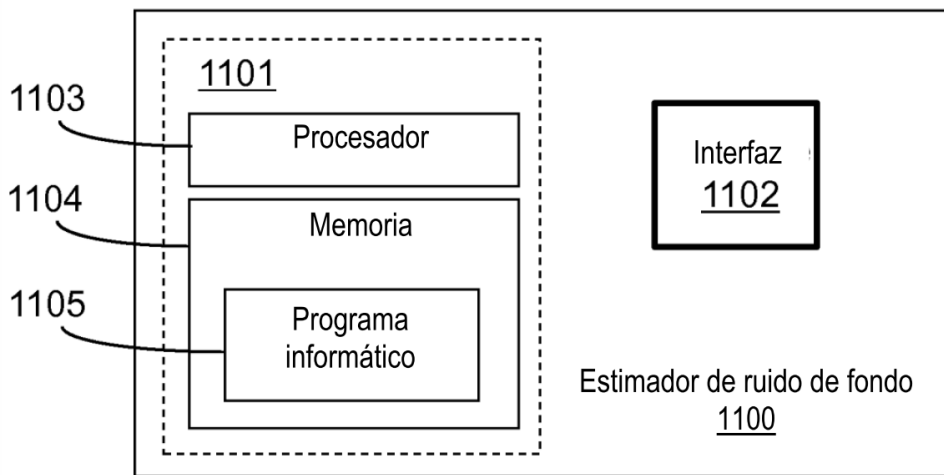 1101
1103
Procesador
Interfaz
1102
1104
Memoria
1105
Programa
informático
Estimador de ruido de fondo
1100